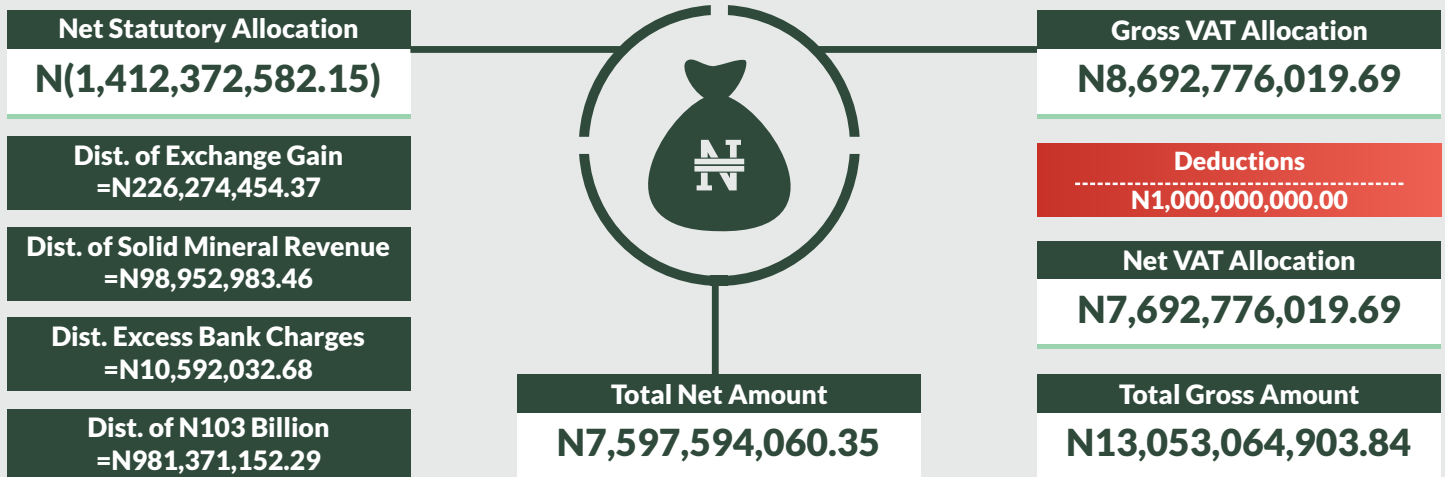 Net Statutory Allocation
N(1,412,372,582.15)
Dist. of Exchange Gain
=N226,274,454.37
Dist. of Solid Mineral Revenue
=N98,952,983.46
Dist. Excess Bank Charges
=N10,592,032.68
Dist. of N103 Billion
=N981,371,152.29
₦
Total Net Amount
N7,597,594,060.35
Gross VAT Allocation
N8,692,776,019.69
Deductions
N1,000,000,000.00
Net VAT Allocation
N7,692,776,019.69
Total Gross Amount
N13,053,064,903.84